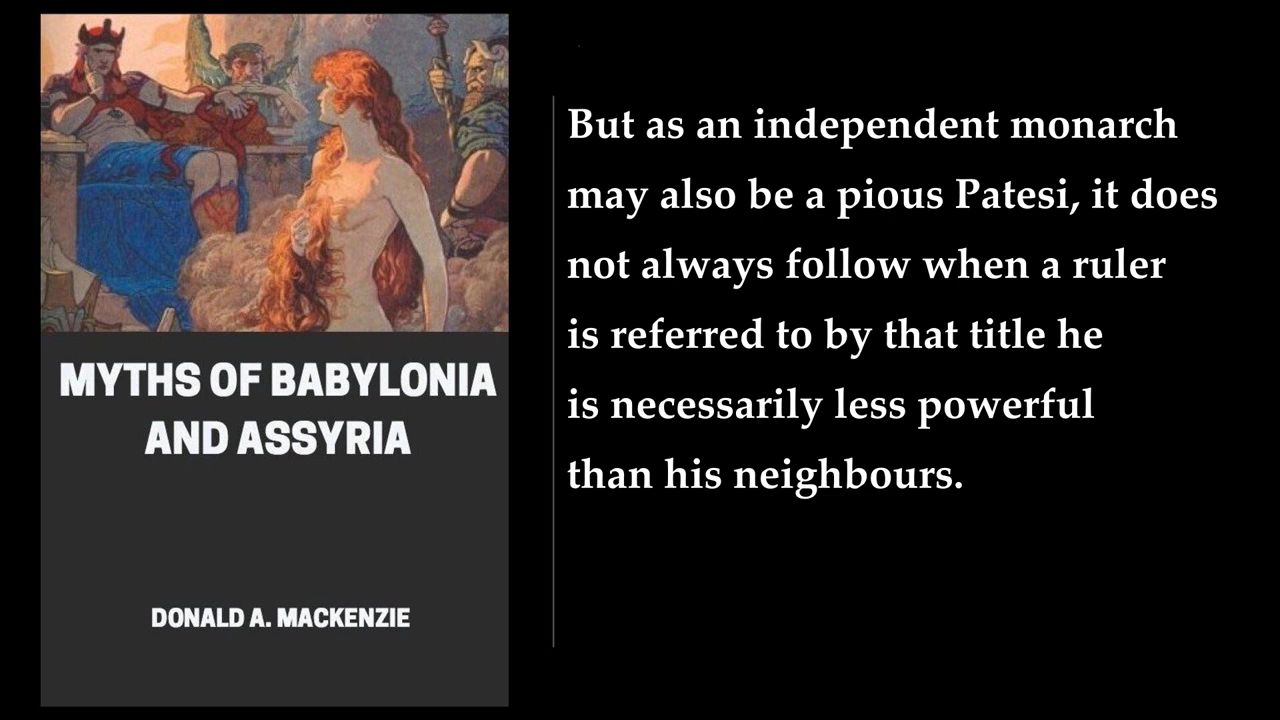 MYTHS OF BABYLONIA
AND ASSYRIA
DONALD A. MACKENZIE
But as an independent monarch
may also be a pious Patesi, it does
not always follow when a ruler
is referred to by that title he
is necessarily less powerful
than his neighbours.